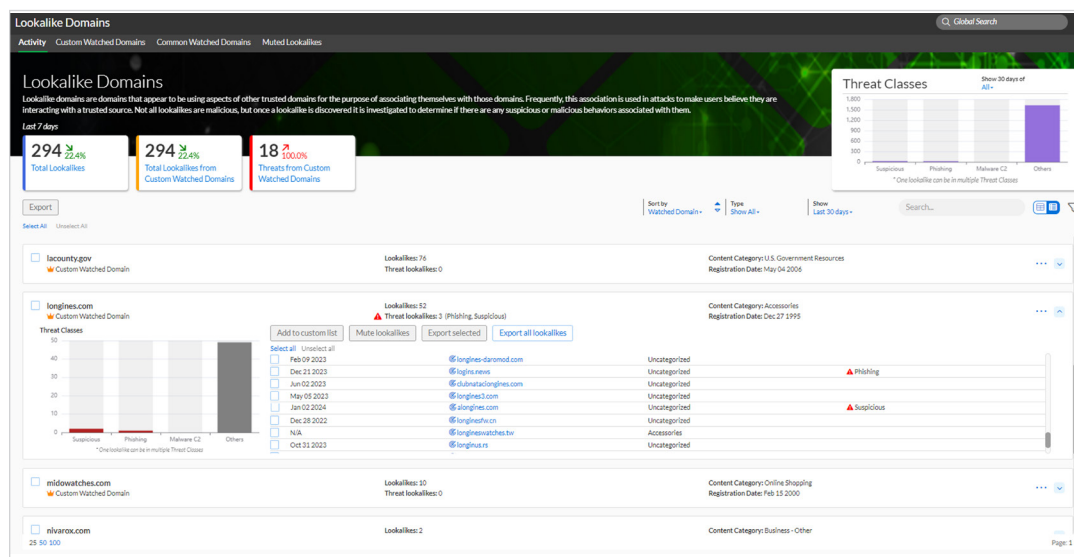 Lookalike Domains
Global Search
Activity Custom Watched Domains Common Watched Domains Muted Lookalikes
Lookalike Domains
Lookalike domains are domains that appear to be using aspects of other trusted domains for the purpose of associating themselves with those domains. Frequently, this association is used in attacks to make users believe they are
interacting with a trusted source. Not all lookalikes are malicious, but once a lookalike is discovered it is investigated to determine if there are any suspicious or malicious behaviors associated with them.
Last 7 days
294 22.4%
Total Lookalikes
294 22.4%
Total Lookalikes from
Custom Watched Domains
18 100.0%
Threats from Custom
Watched Domains
Threat Classes
Show 30 days of
All
1,800
1,500
1,200
900
600
300
0
Suspicious Phishing Malware C2 Others
* One lookalike can be in multiple Threat Classes
Export
Sort by
Watched Domain
Type
Show All
Show
Last 30 days
Search...
Select All Unselect All
lacounty.gov
Custom Watched Domain
Lookalikes: 76
Threat lookalikes: 0
Content Category: U.S. Government Resources
Registration Date: May 04 2006
longines.com
Custom Watched Domain
Lookalikes: 52
Threat lookalikes: 3 (Phishing, Suspicious)
Content Category: Accessories
Registration Date: Dec 27 1995
Threat Classes
50
40
30
20
10
0
Suspicious Phishing Malware C2 Others
* One lookalike can be in multiple Threat Classes
Add to custom list Mute lookalikes Export selected Export all lookalikes
Select all Unselect all
Feb 09 2023 longines-daromod.com Uncategorized
Dec 21 2023 logins.news Uncategorized Phishing
Jun 02 2023 clubnataciongines.com Uncategorized
May 05 2023 longines3.com Uncategorized
Jan 02 2024 alongines.com Uncategorized Suspicious
Dec 28 2022 longinesfw.cn Uncategorized
N/A longineswatches.tw Accessories
Oct 31 2023 longinus.rs Uncategorized
midowatches.com
Custom Watched Domain
Lookalikes: 10
Threat lookalikes: 0
Content Category: Online Shopping
Registration Date: Feb 15 2000
nivarox.com
Lookalikes: 2
Content Category: Business - Other
25 50 100
Page: 1